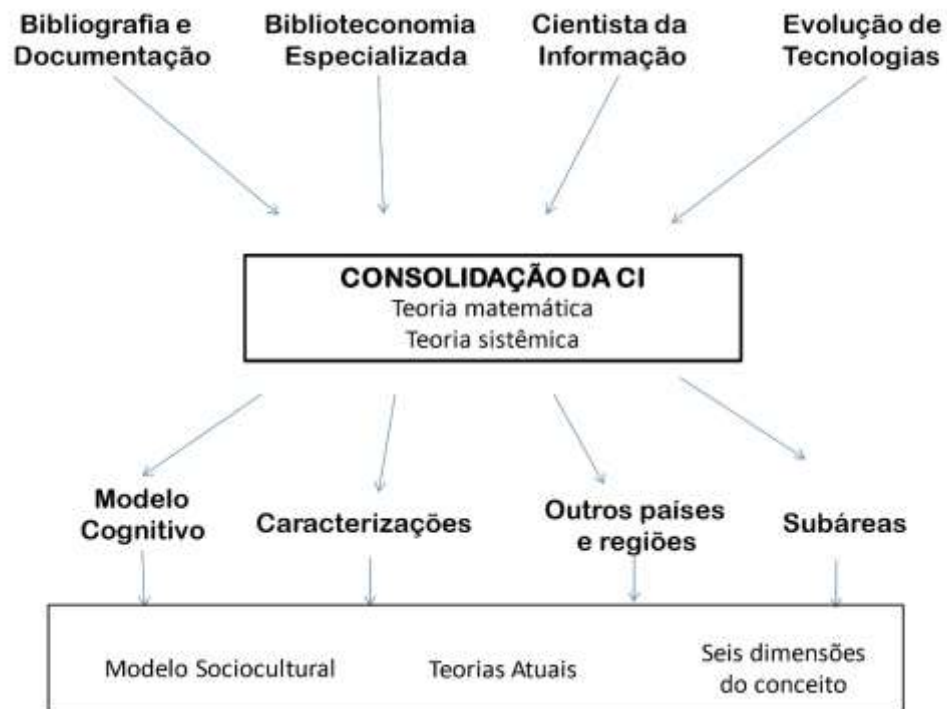 Bibliografia e
Documentação
Biblioteconomia
Especializada
Cientista da
Informação
Evolução de
Tecnologias
CONSOLIDAÇÃO DA CI
Teoria matemática
Teoria sistêmica
Modelo
Cognitivo
Caracterizações
Outros países
e regiões
Subáreas
Modelo Sociocultural
Teorias Atuais
Seis dimensões
do conceito